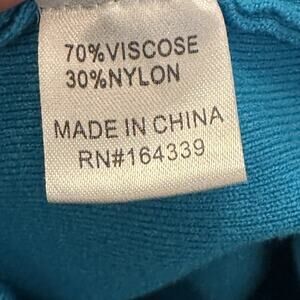 70%VISCOSE
30%NYLON
MADE IN CHINA
RN#164339